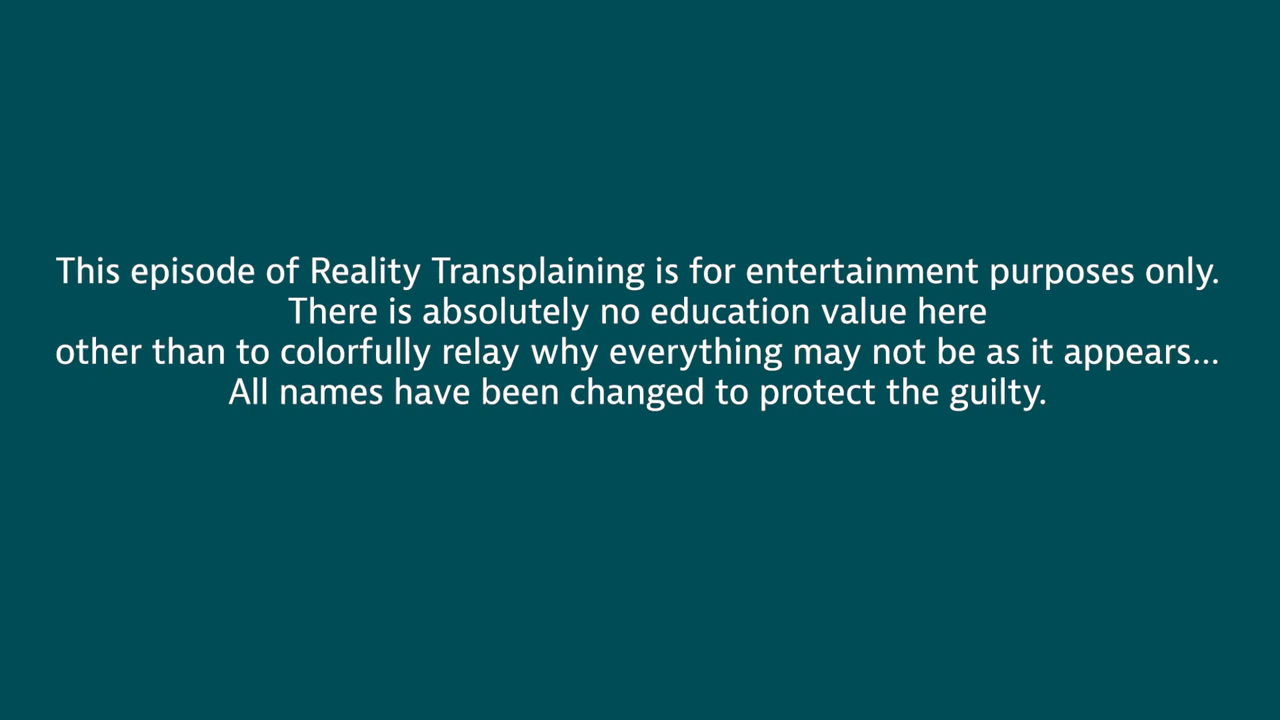 This episode of Reality Transplaining is for entertainment purposes only.
There is absolutely no education value here
other than to colorfully relay why everything may not be as it appears...
All names have been changed to protect the guilty.